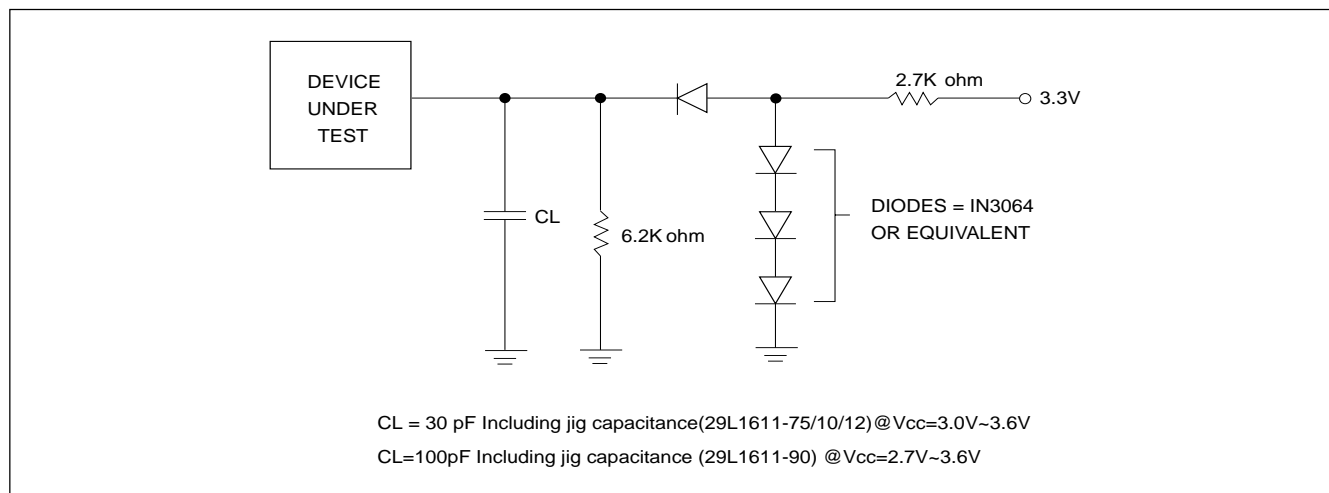 DEVICE
UNDER
TEST
2.7K ohm
3.3V
CL
6.2K ohm
DIODES = IN3064
OR EQUIVALENT
CL = 30 pF Including jig capacitance(29L1611-75/10/12)@Vcc=3.0V~3.6V
CL=100pF Including jig capacitance (29L1611-90) @Vcc=2.7V~3.6V